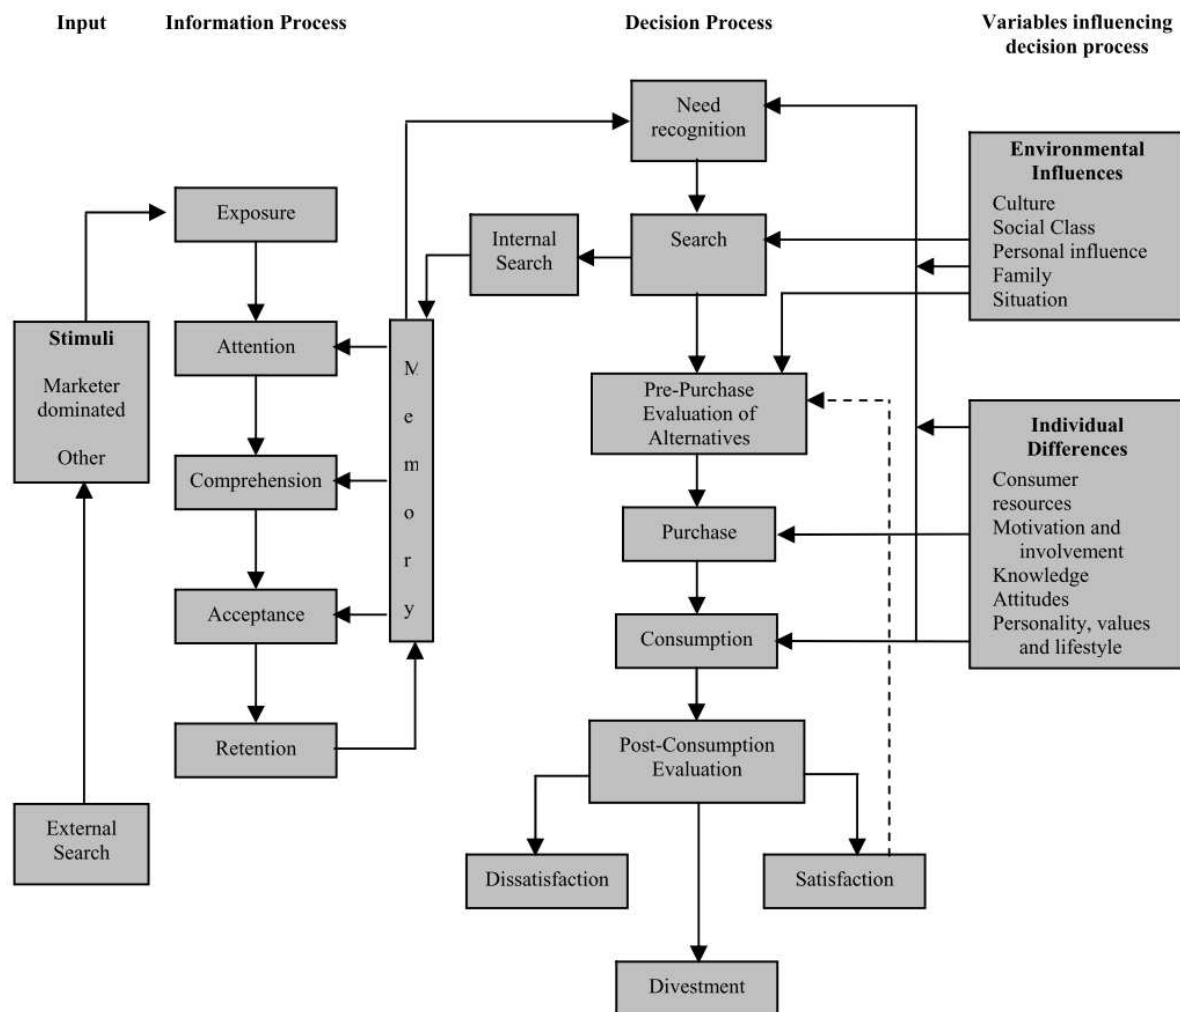 Input
Information Process
Decision Process
Variables influencing
decision process
Need
recognition
Environmental
Influences
Culture
Social Class
Personal influence
Family
Situation
Exposure
Internal
Search
Search
Stimuli
Marketer
dominated
Other
Attention
M
e
m
o
r
y
Pre-Purchase
Evaluation of
Alternatives
Individual
Differences
Consumer
resources
Motivation and
involvement
Knowledge
Attitudes
Personality, values
and lifestyle
Comprehension
Purchase
Acceptance
Consumption
Retention
Post-Consumption
Evaluation
External
Search
Dissatisfaction
Satisfaction
Divestment